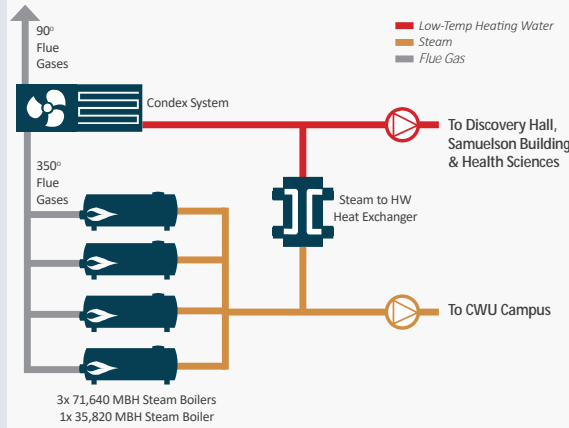 90°
Flue
Gases
Low-Temp Heating Water
Steam
Flue Gas
Condex System
To Discovery Hall,
Samuelson Building
& Health Sciences
350°
Flue
Gases
Steam to HW
Heat Exchanger
To CWU Campus
3x 71,640 MBH Steam Boilers
1x 35,820 MBH Steam Boiler